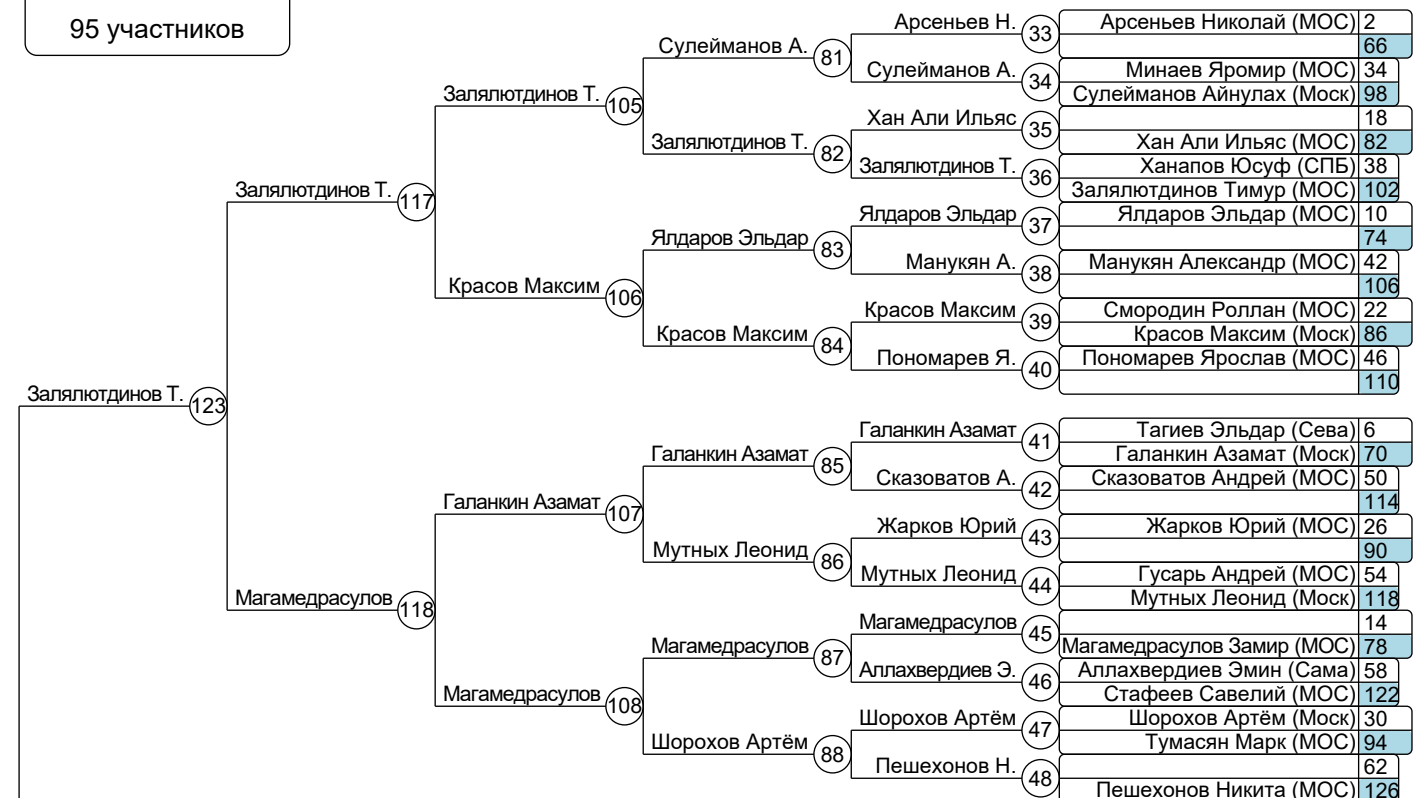 95 участников
Арсеньев Н. 33 Арсеньев Николай (МОС) 2
66
Сулейманов А. 81
Сулейманов А. 34 Минаев Яромир (МОС) 34
Сулейманов Айнулах (Моск) 98
Залялютдинов Т. 105
Хан Али Ильяс 35 18
Хан Али Ильяс (МОС) 82
Залялютдинов Т. 82
Залялютдинов Т. 36 Ханапов Юсуф (СПБ) 38
Залялютдинов Тимур (МОС) 102
Залялютдинов Т. 117
Ялдаров Эльдар 37 Ялдаров Эльдар (МОС) 10
74
Ялдаров Эльдар 83
Манукян А. 38 Манукян Александр (МОС) 42
106
Красов Максим 106
Красов Максим 39 Смородин Роллан (МОС) 22
Красов Максим (Моск) 86
Красов Максим 84
Пономарев Я. 40 Пономарев Ярослав (МОС) 46
110
Залялютдинов Т. 123
Галанкин Азамат 41 Тагиев Эльдар (Сева) 6
Галанкин Азамат (Моск) 70
Галанкин Азамат 85
Сказоватов А. 42 Сказоватов Андрей (МОС) 50
114
Галанкин Азамат 107
Жарков Юрий 43 Жарков Юрий (МОС) 26
90
Мутных Леонид 86
Мутных Леонид 44 Гусарь Андрей (МОС) 54
Мутных Леонид (Моск) 118
Магамедрасулов 118
Магамедрасулов 45 14
Магамедрасулов Замир (МОС) 78
Магамедрасулов 87
Аллахвердиев Э. 46 Аллахвердиев Эмин (Сама) 58
Стафеев Савелий (МОС) 122
Магамедрасулов 108
Шорохов Артём 47 Шорохов Артём (Моск) 30
Тумасян Марк (МОС) 94
Шорохов Артём 88
Пешехонов Н. 48 62
Пешехонов Никита (МОС) 126